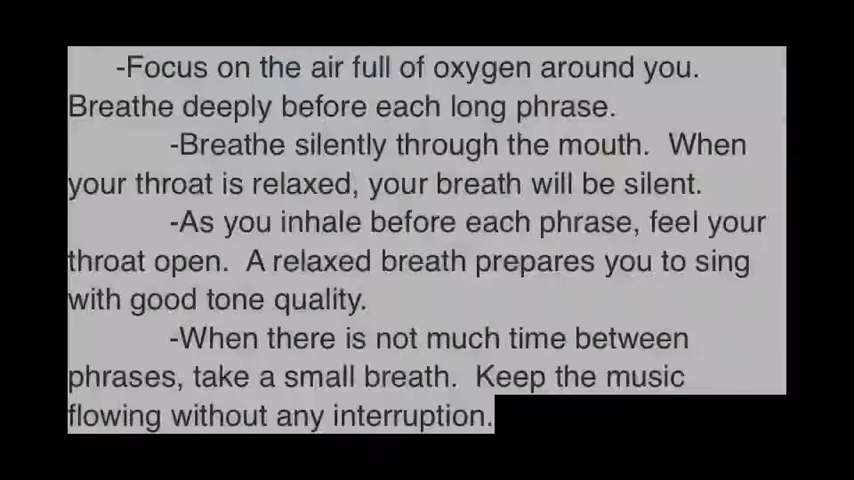 -Focus on the air full of oxygen around you.
Breathe deeply before each long phrase.
-Breathe silently through the mouth.  When
your throat is relaxed, your breath will be silent.
-As you inhale before each phrase, feel your
throat open.  A relaxed breath prepares you to sing
with good tone quality.
-When there is not much time between
phrases, take a small breath.  Keep the music
flowing without any interruption.